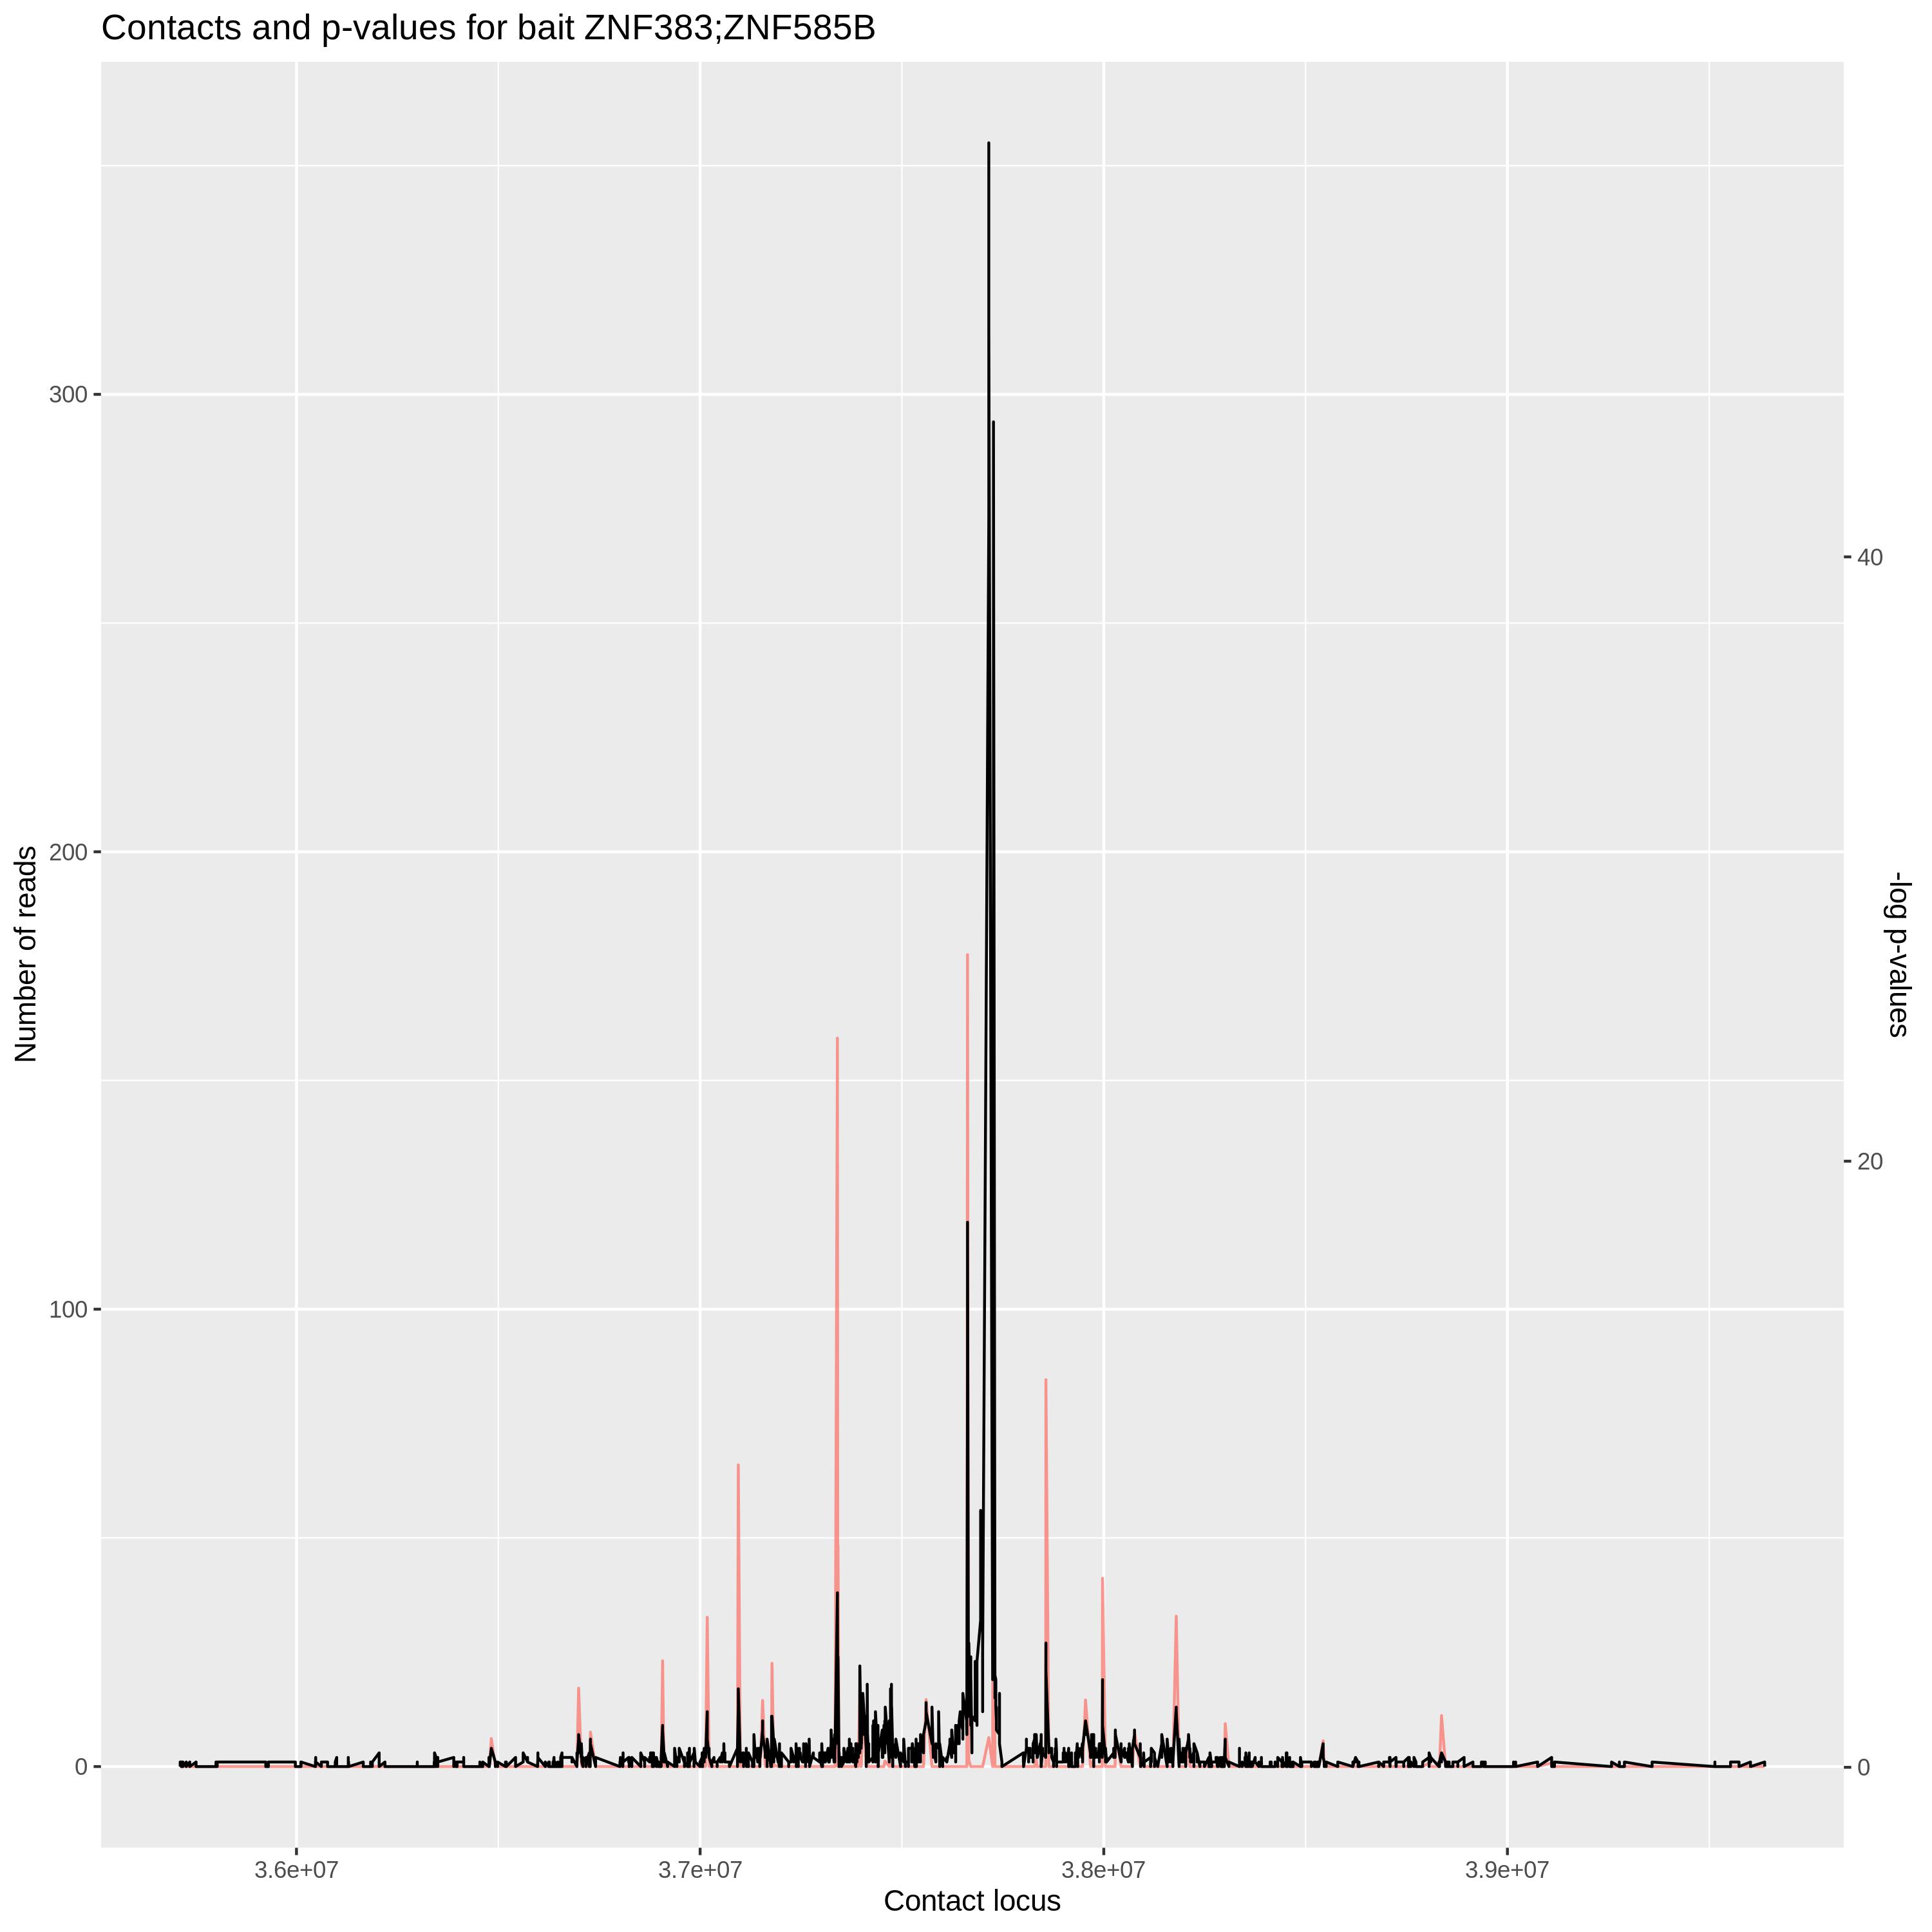 Contacts and p-values for bait ZNF383;ZNF585B
300
200
100
0
Number of reads
40
20
0
-log p-values
3.6e+07
3.7e+07
3.8e+07
3.9e+07
Contact locus